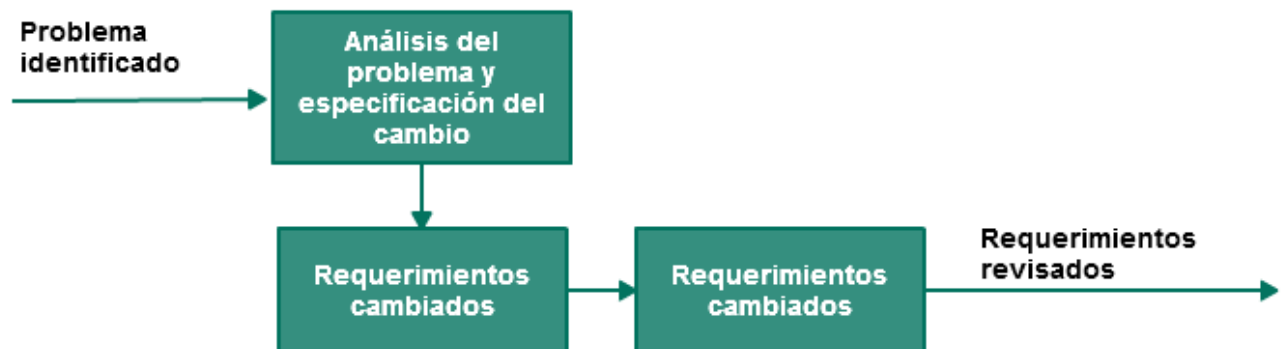 Problema
identificado
Análisis del
problema y
especificación del
cambio
Requerimientos
cambiados
Requerimientos
cambiados
Requerimientos
revisados